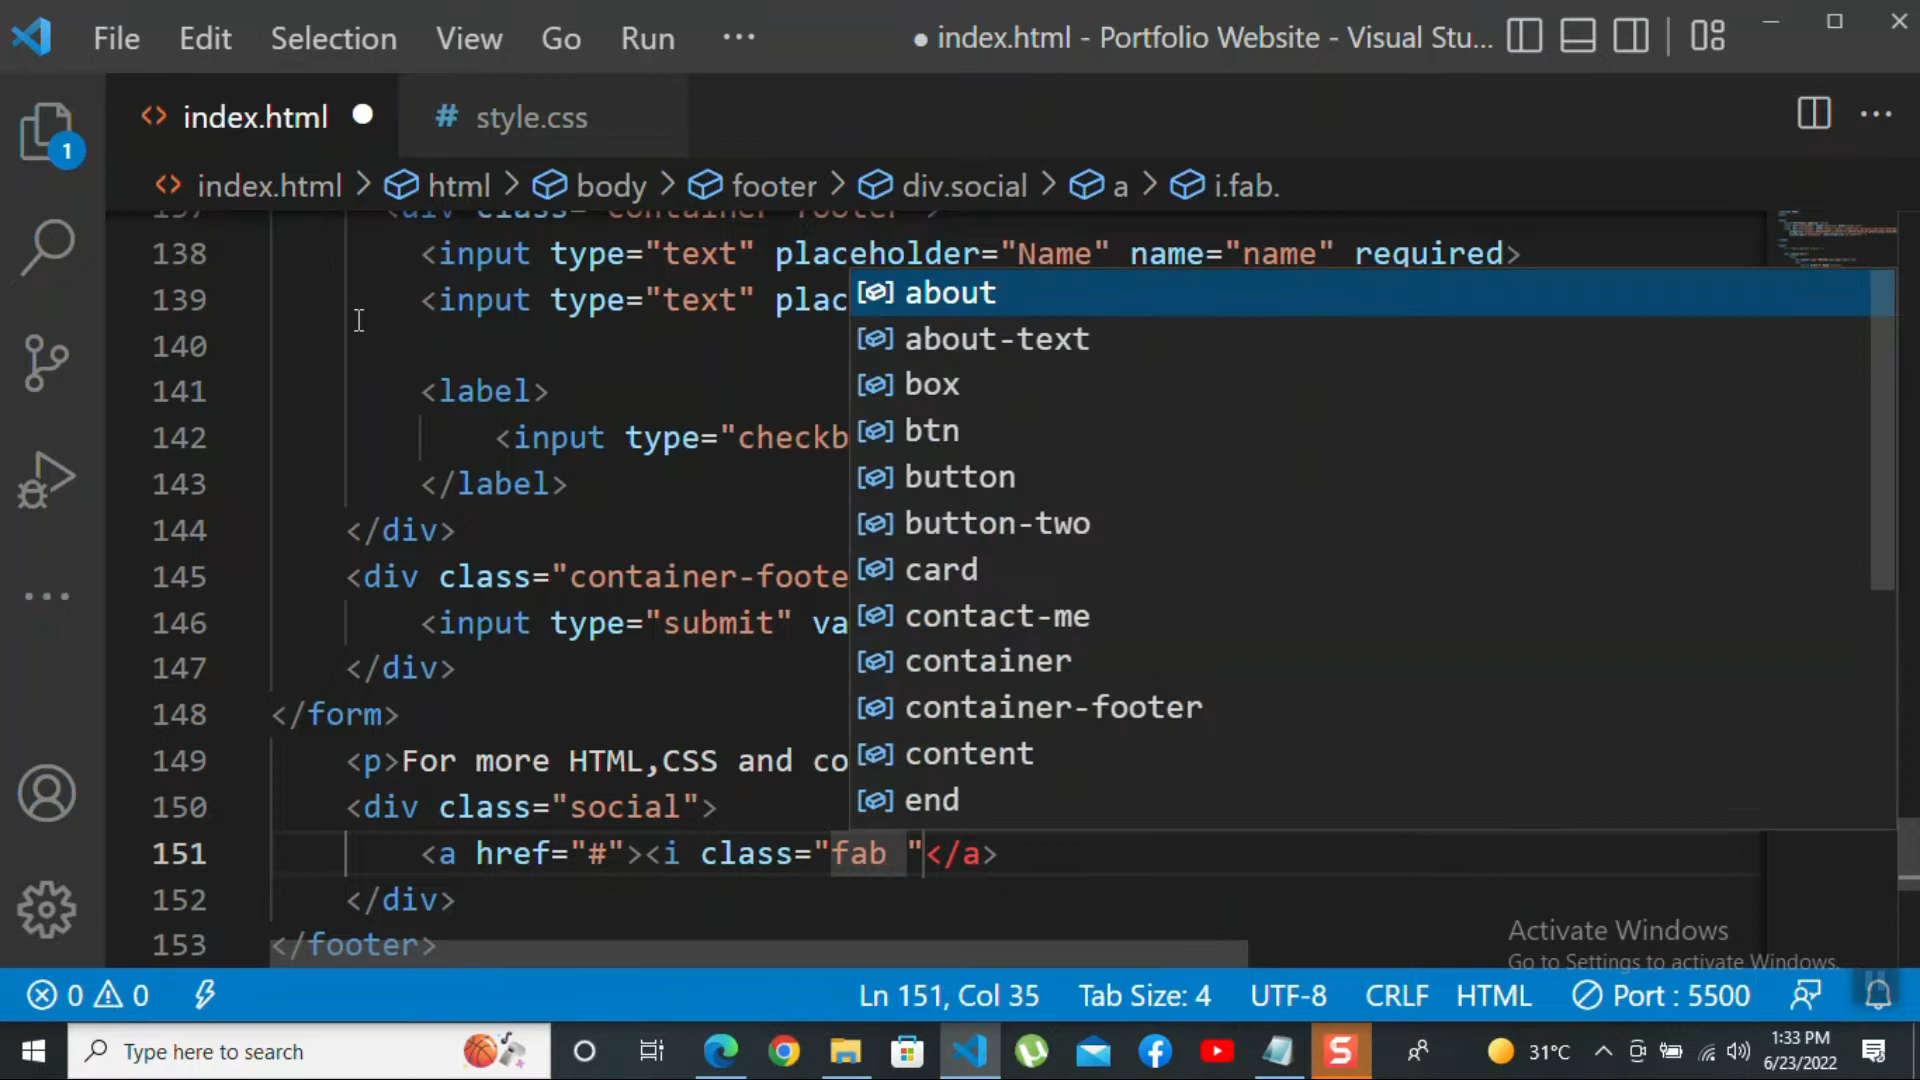 File Edit Selection View Go Run ··· ● index.html - Portfolio Website - Visual Stu...
index.html ● # style.css ···
1
index.html > html > body > footer > div.social > a > i.fab.
137 <div class="container-footer">
138 <input type="text" placeholder="Name" name="name" required>
139 <input type="text" plac
140
141 <label>
142 <input type="checkb
143 </label>
144 </div>
145 <div class="container-foote
146 <input type="submit" va
147 </div>
148 </form>
149 <p>For more HTML,CSS and co
150 <div class="social">
151 <a href="#"><i class="fab "</a>
152 </div>
153 </footer>
about
about-text
box
btn
button
button-two
card
contact-me
container
container-footer
content
end
Activate Windows
Go to Settings to activate Windows.
0 0 Ln 151, Col 35 Tab Size: 4 UTF-8 CRLF HTML Port : 5500
Type here to search S 31°C 1:33 PM
6/23/2022